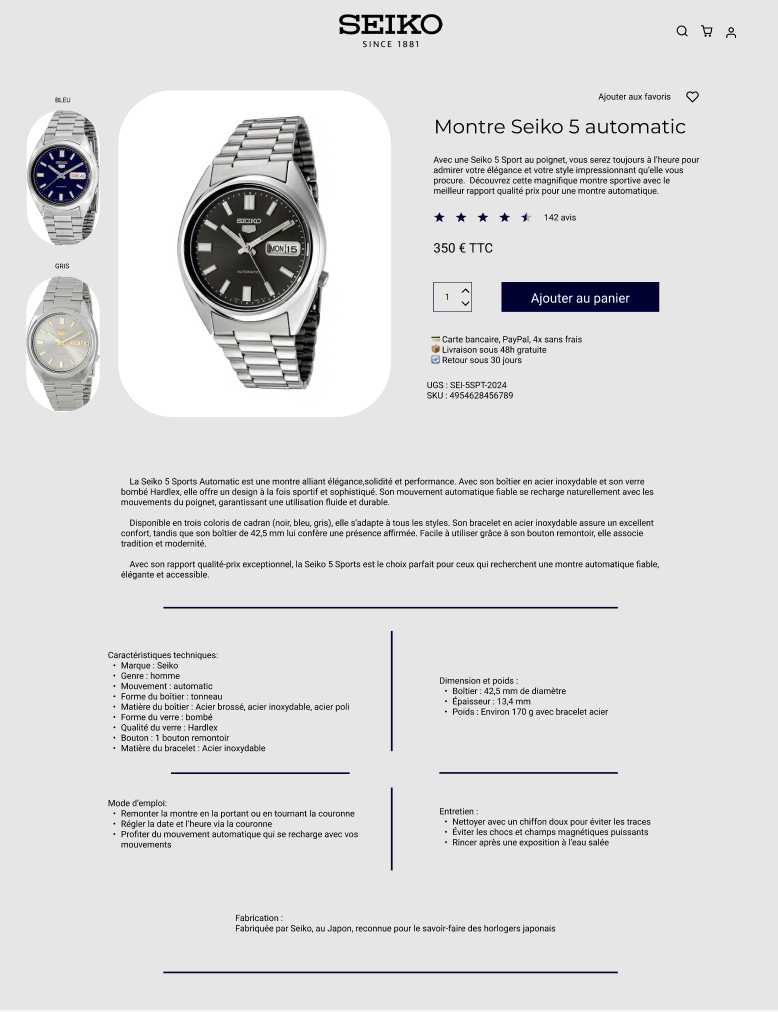 SEIKO
SINCE 1881
BLEU
GRIS
SEIKO
5
AUTOMATIC
MON 15
Ajouter aux favoris
Montre Seiko 5 automatic
Avec une Seiko 5 Sport au poignet, vous serez toujours à l'heure pour
admirer votre élégance et votre style impressionnant qu'elle vous
procure. Découvrez cette magnifique montre sportive avec le
meilleur rapport qualité prix pour une montre automatique.
142 avis
350 € TTC
1
Ajouter au panier
Carte bancaire, PayPal, 4x sans frais
Livraison sous 48h gratuite
Retour sous 30 jours
UGS : SEI-5SPT-2024
SKU : 4954628456789
La Seiko 5 Sports Automatic est une montre alliant élégance,solidité et performance. Avec son boîtier en acier inoxydable et son verre
bombé Hardlex, elle offre un design à la fois sportif et sophistiqué. Son mouvement automatique fiable se recharge naturellement avec les
mouvements du poignet, garantissant une utilisation fluide et durable.
Disponible en trois coloris de cadran (noir, bleu, gris), elle s'adapte à tous les styles. Son bracelet en acier inoxydable assure un excellent
confort, tandis que son boîtier de 42,5 mm lui confère une présence affirmée. Facile à utiliser grâce à son bouton remontoir, elle associe
tradition et modernité.
Avec son rapport qualité-prix exceptionnel, la Seiko 5 Sports est le choix parfait pour ceux qui recherchent une montre automatique fiable,
élégante et accessible.
Caractéristiques techniques:
• Marque : Seiko
• Genre : homme
• Mouvement : automatic
• Forme du boîtier : tonneau
• Matière du boîtier : Acier brossé, acier inoxydable, acier poli
• Forme du verre : bombé
• Qualité du verre : Hardlex
• Bouton : 1 bouton remontoir
• Matière du bracelet : Acier inoxydable
Dimension et poids :
• Boîtier : 42,5 mm de diamètre
• Épaisseur : 13,4 mm
• Poids : Environ 170 g avec bracelet acier
Mode d'emploi:
• Remonter la montre en la portant ou en tournant la couronne
• Régler la date et l'heure via la couronne
• Profiter du mouvement automatique qui se recharge avec vos
mouvements
Entretien :
• Nettoyer avec un chiffon doux pour éviter les traces
• Éviter les chocs et champs magnétiques puissants
• Rincer après une exposition à l'eau salée
Fabrication :
Fabriquée par Seiko, au Japon, reconnue pour le savoir-faire des horlogers japonais